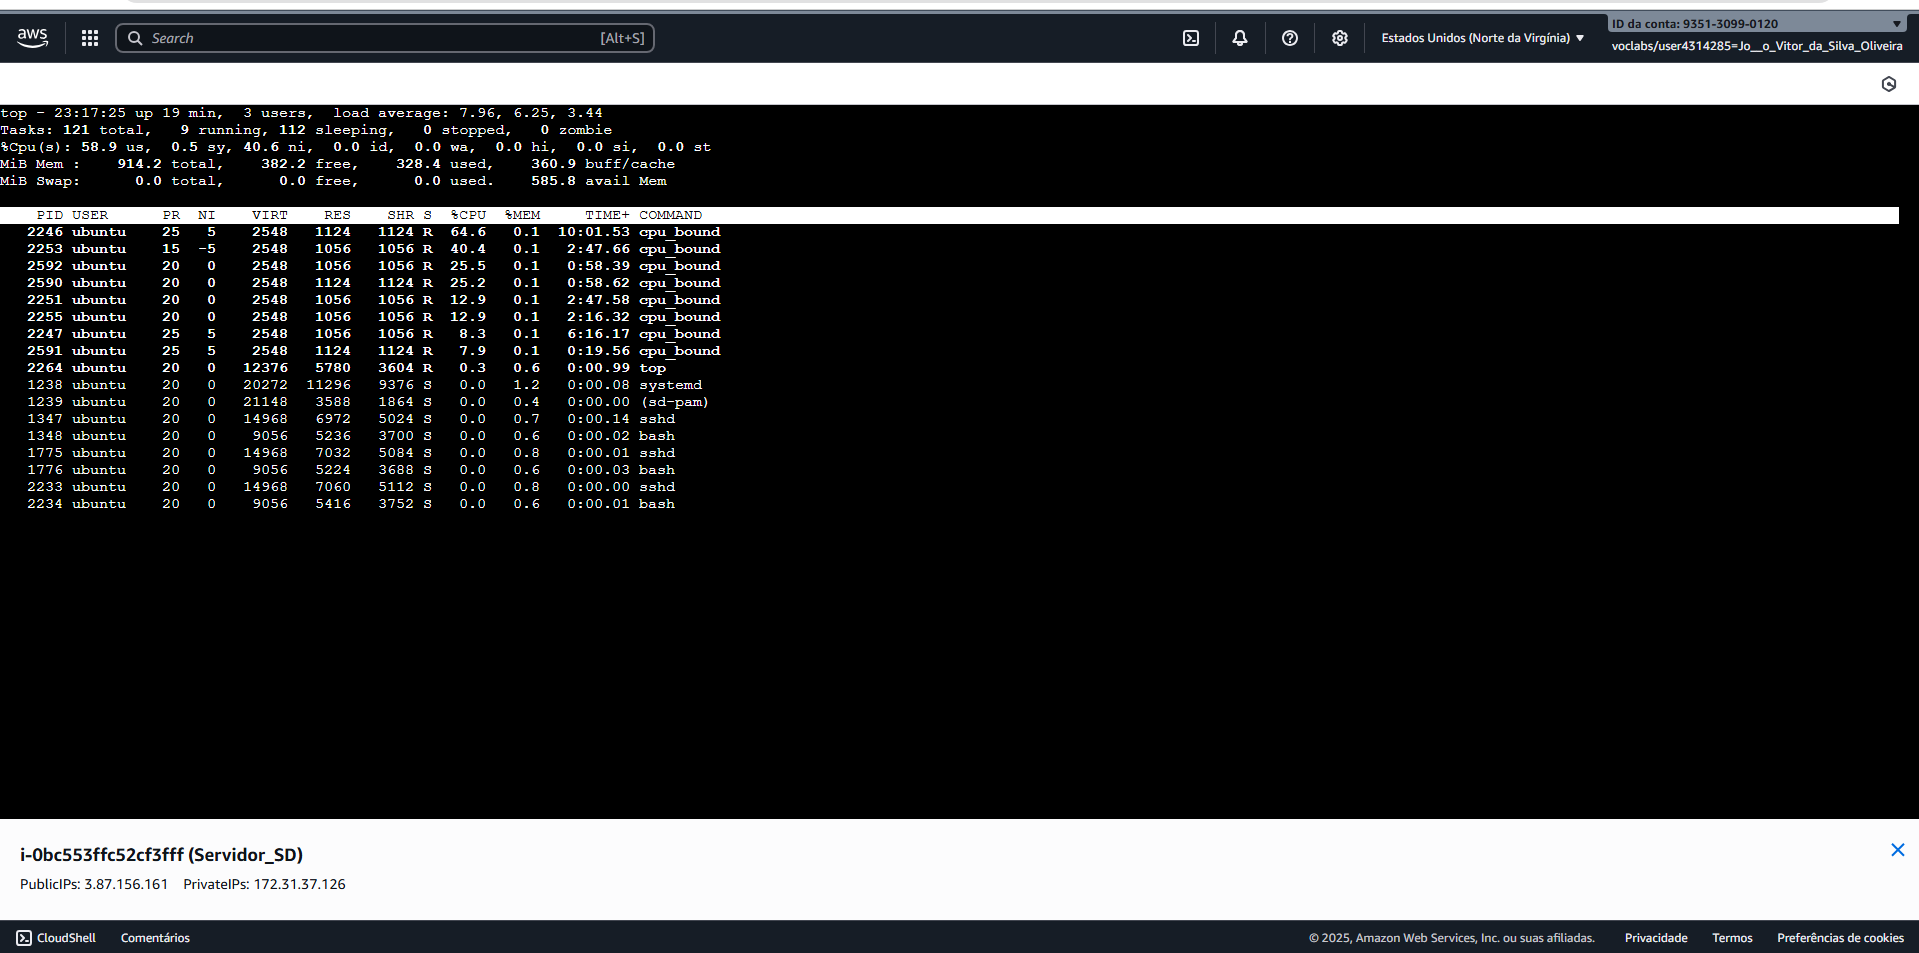 aws
Search [Alt+S]
Estados Unidos (Norte da Virgínia)
ID da conta: 9351-3099-0120
voclabs/user4314285=Jo__o_Vitor_da_Silva_Oliveira
top - 23:17:25 up 19 min,  3 users,  load average: 7.96, 6.25, 3.44
Tasks: 121 total,   9 running, 112 sleeping,   0 stopped,   0 zombie
%Cpu(s): 58.9 us,  0.5 sy, 40.6 ni,  0.0 id,  0.0 wa,  0.0 hi,  0.0 si,  0.0 st
MiB Mem :    914.2 total,    382.2 free,    328.4 used,    360.9 buff/cache
MiB Swap:      0.0 total,      0.0 free,      0.0 used.    585.8 avail Mem
PID USER      PR  NI    VIRT    RES    SHR S  %CPU  %MEM     TIME+ COMMAND
2246 ubuntu    25   5    2548   1124   1124 R  64.6   0.1  10:01.53 cpu_bound
2253 ubuntu    15  -5    2548   1056   1056 R  40.4   0.1   2:47.66 cpu_bound
2592 ubuntu    20   0    2548   1056   1056 R  25.5   0.1   0:58.39 cpu_bound
2590 ubuntu    20   0    2548   1124   1124 R  25.2   0.1   0:58.62 cpu_bound
2251 ubuntu    20   0    2548   1056   1056 R  12.9   0.1   2:47.58 cpu_bound
2255 ubuntu    20   0    2548   1056   1056 R  12.9   0.1   2:16.32 cpu_bound
2247 ubuntu    25   5    2548   1056   1056 R   8.3   0.1   6:16.17 cpu_bound
2591 ubuntu    25   5    2548   1124   1124 R   7.9   0.1   0:19.56 cpu_bound
2264 ubuntu    20   0   12376   5780   3604 R   0.3   0.6   0:00.99 top
1238 ubuntu    20   0   20272  11296   9376 S   0.0   1.2   0:00.08 systemd
1239 ubuntu    20   0   21148   3588   1864 S   0.0   0.4   0:00.00 (sd-pam)
1347 ubuntu    20   0   14968   6972   5024 S   0.0   0.7   0:00.14 sshd
1348 ubuntu    20   0    9056   5236   3700 S   0.0   0.6   0:00.02 bash
1775 ubuntu    20   0   14968   7032   5084 S   0.0   0.8   0:00.01 sshd
1776 ubuntu    20   0    9056   5224   3688 S   0.0   0.6   0:00.03 bash
2233 ubuntu    20   0   14968   7060   5112 S   0.0   0.8   0:00.00 sshd
2234 ubuntu    20   0    9056   5416   3752 S   0.0   0.6   0:00.01 bash
i-0bc553ffc52cf3fff (Servidor_SD)
PublicIPs: 3.87.156.161 PrivateIPs: 172.31.37.126
CloudShell Comentários © 2025, Amazon Web Services, Inc. ou suas afiliadas. Privacidade Termos Preferências de cookies